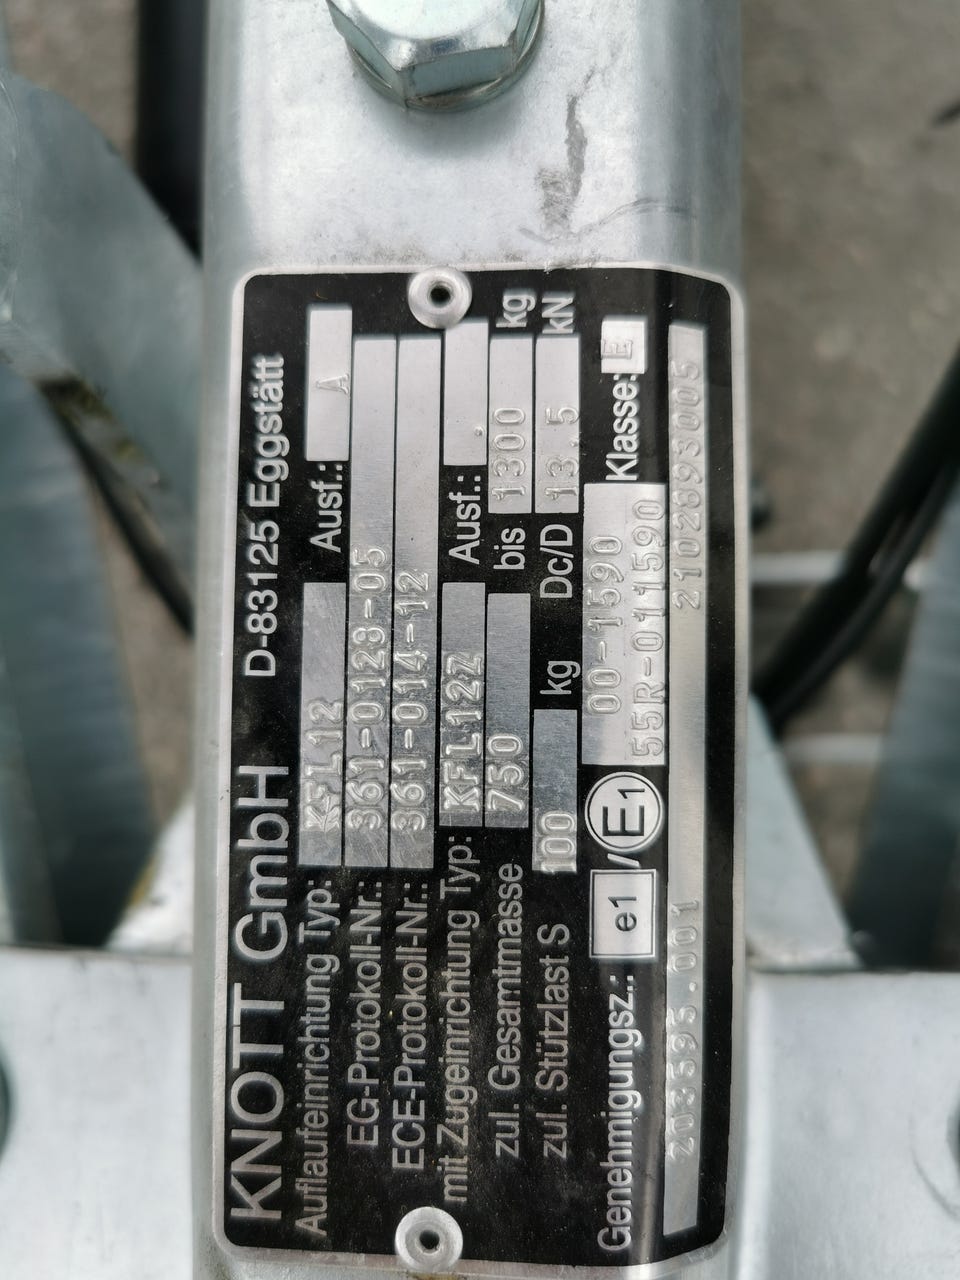 KNOTT GmbH D-83125 Eggstätt
Auflaufeinrichtung Typ: KFL12 Ausf.: A
EG-Protokoll-Nr.: 361-0128-05
ECE-Protokoll-Nr.: 361-014-12
mit Zugeinrichtung Typ: KFL12Z Ausf.: .
zul. Gesamtmasse 750 bis 1300 kg
zul. Stützlast S 100 kg Dc/D 13.5 kN
Genehmigungsz.: e1 / E1 00-1590 Klasse: E
55R-011590
203595.001 2102893005